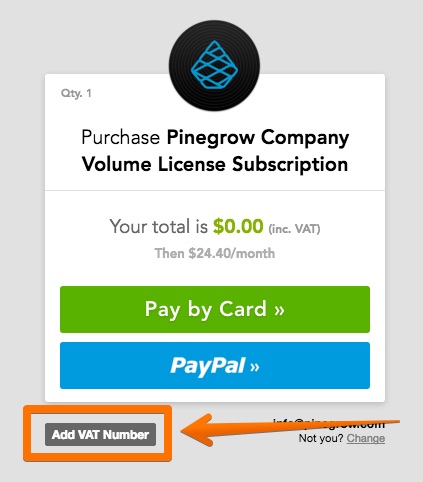 Qty. 1
Purchase Pinegrow Company
Volume License Subscription
Your total is $0.00 (inc. VAT)
Then $24.40/month
Pay by Card »
PayPal »
info@pinegrow.com
Add VAT Number
Not you? Change